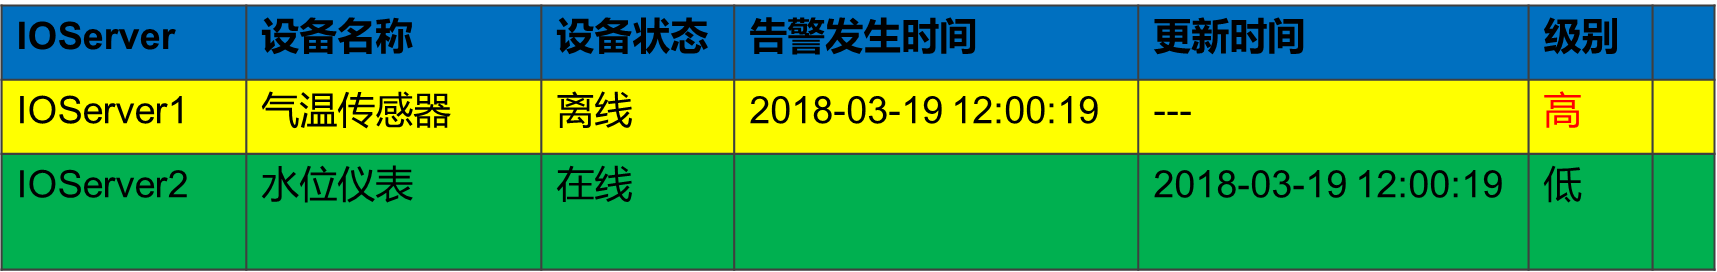 IOServer 设备名称 设备状态 告警发生时间 更新时间 级别
IOServer1 气温传感器 离线 2018-03-19 12:00:19 --- 高
IOServer2 水位仪表 在线 2018-03-19 12:00:19 低